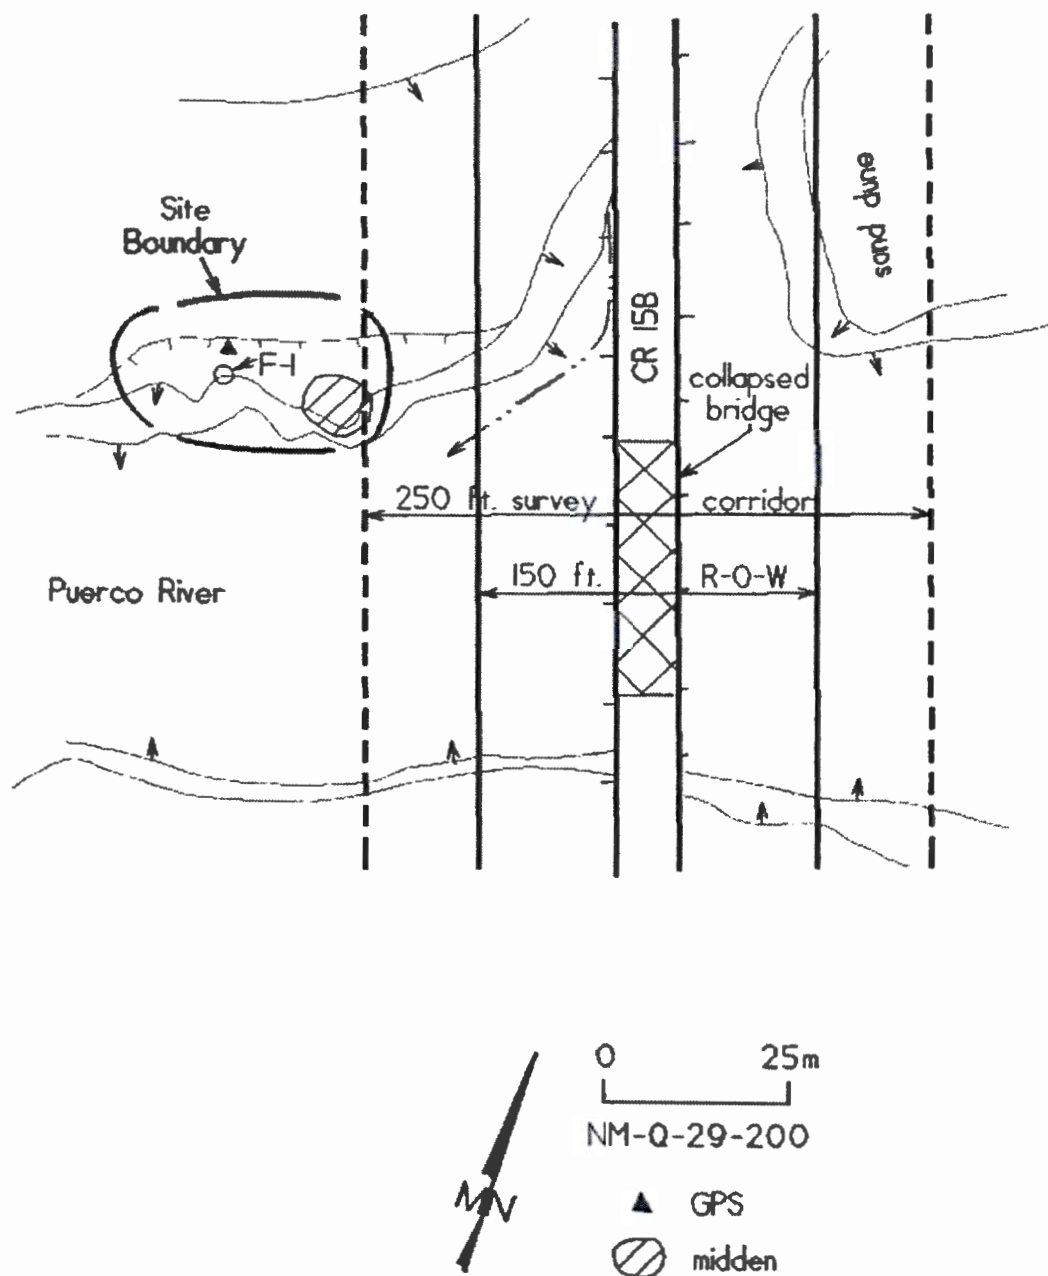 Site
Boundary
sand dune
F-1
CR 15B
collapsed
bridge
250 ft. survey corridor
150 ft. R-O-W
Puerco River
0 25m
NM-Q-29-200
MN
GPS
midden